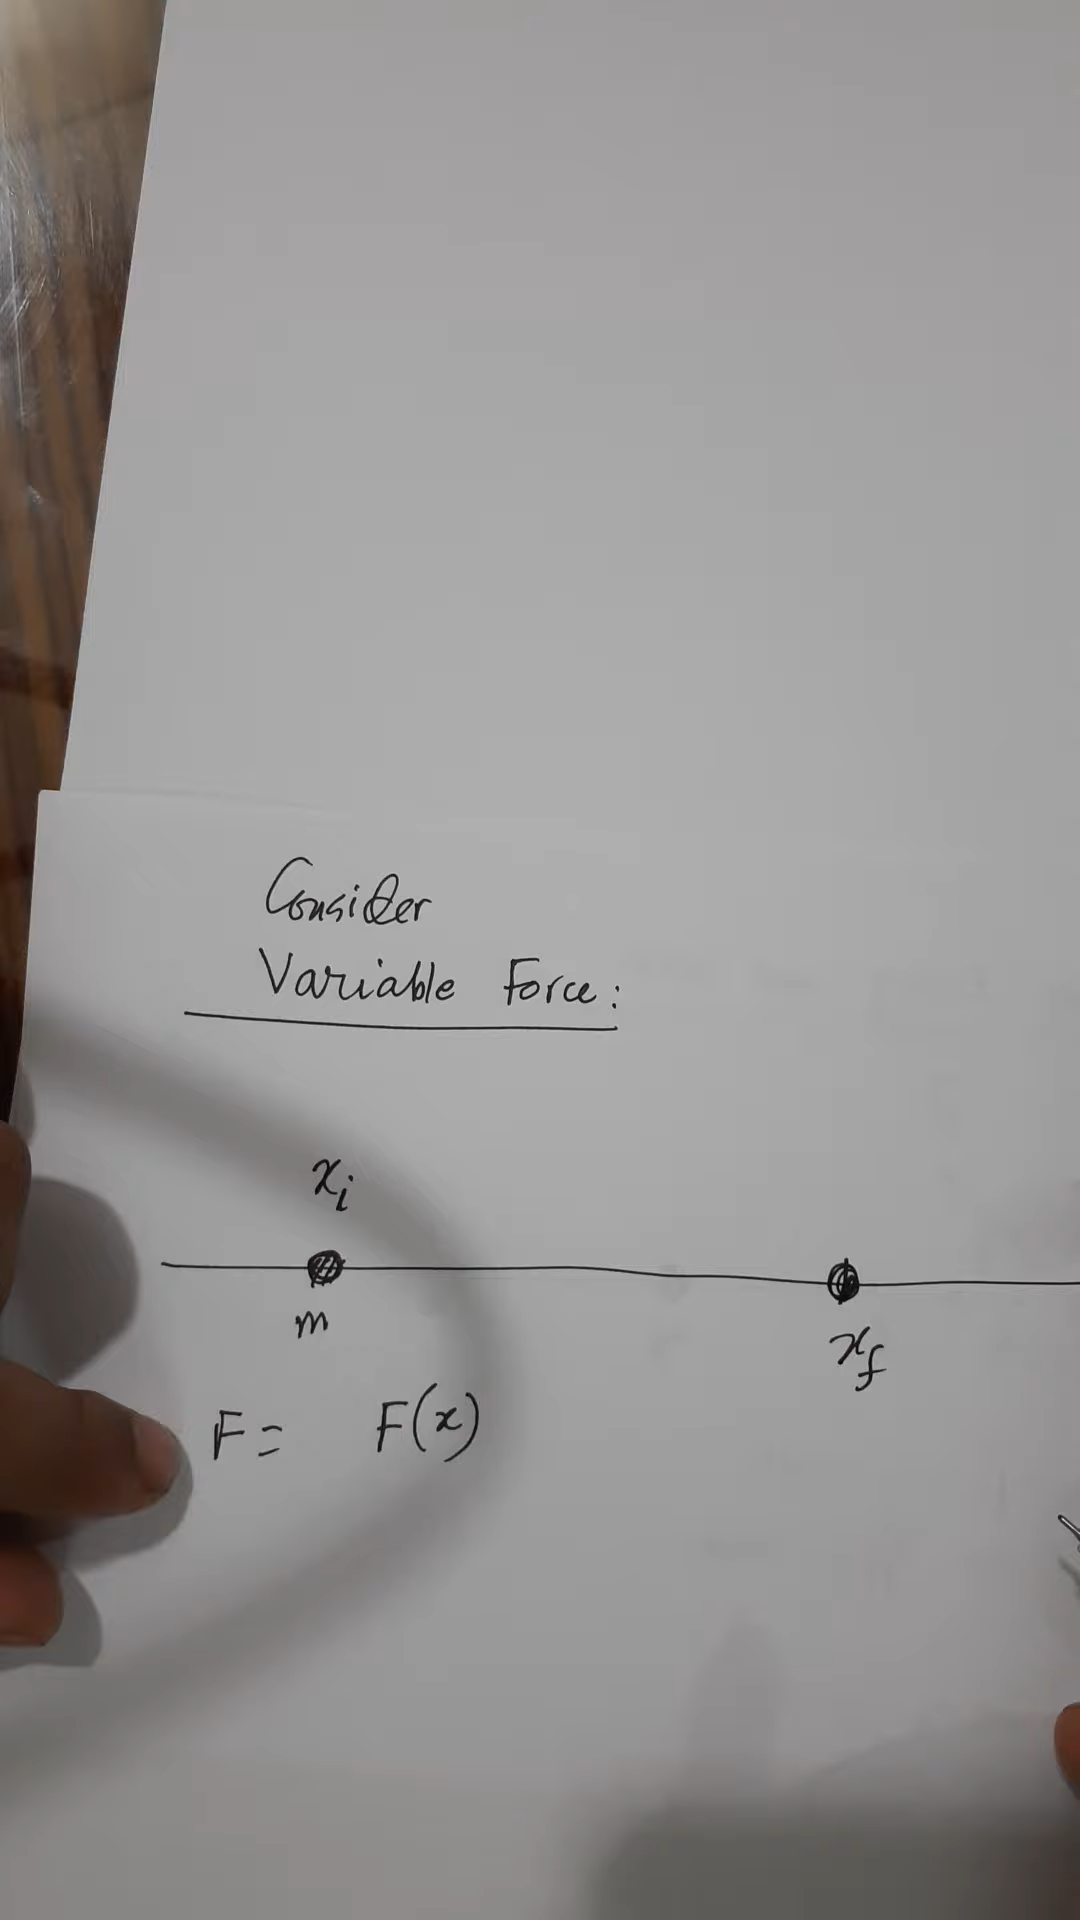 Consider
Variable Force:
xi
m
xf
F = F(x)